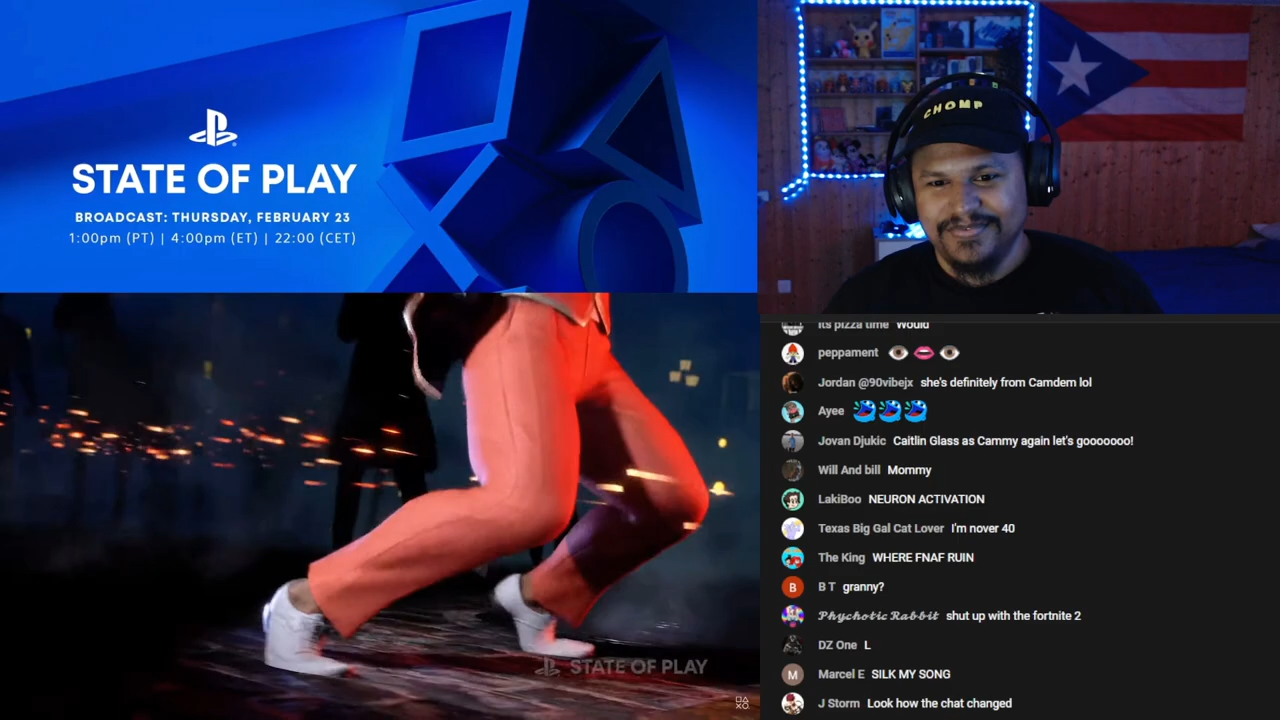 STATE OF PLAY
BROADCAST: THURSDAY, FEBRUARY 23
1:00pm (PT) | 4:00pm (ET) | 22:00 (CET)
CHOMP
STATE OF PLAY
Its pizza time Would
peppament 👁️👄👁️
Jordan @90vibejx she's definitely from Camdem lol
Ayee
Jovan Djukic Caitlin Glass as Cammy again let's gooooooo!
Will And bill Mommy
LakiBoo NEURON ACTIVATION
Texas Big Gal Cat Lover I'm nover 40
The King WHERE FNAF RUIN
B
B T granny?
𝓟𝓱𝔂𝓬𝓱𝓸𝓽𝓲𝓬 𝓡𝓪𝓫𝓫𝓲𝓽 shut up with the fortnite 2
DZ One L
M
Marcel E SILK MY SONG
J Storm Look how the chat changed